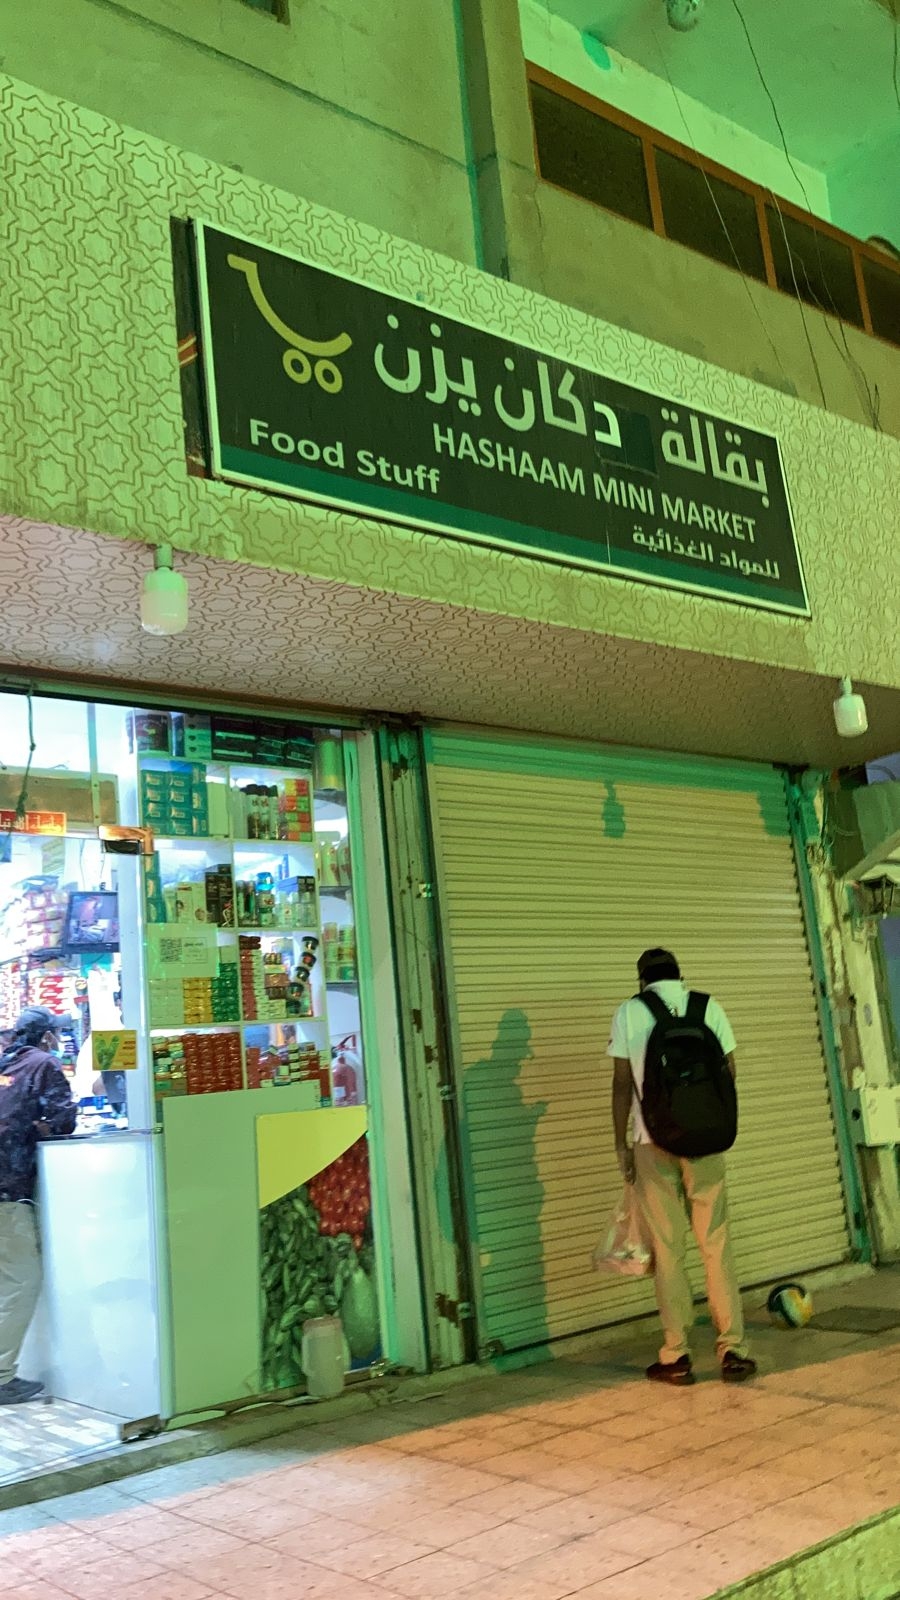 بقالة دكان يزن
HASHAAM MINI MARKET
Food Stuff
للمواد الغذائية